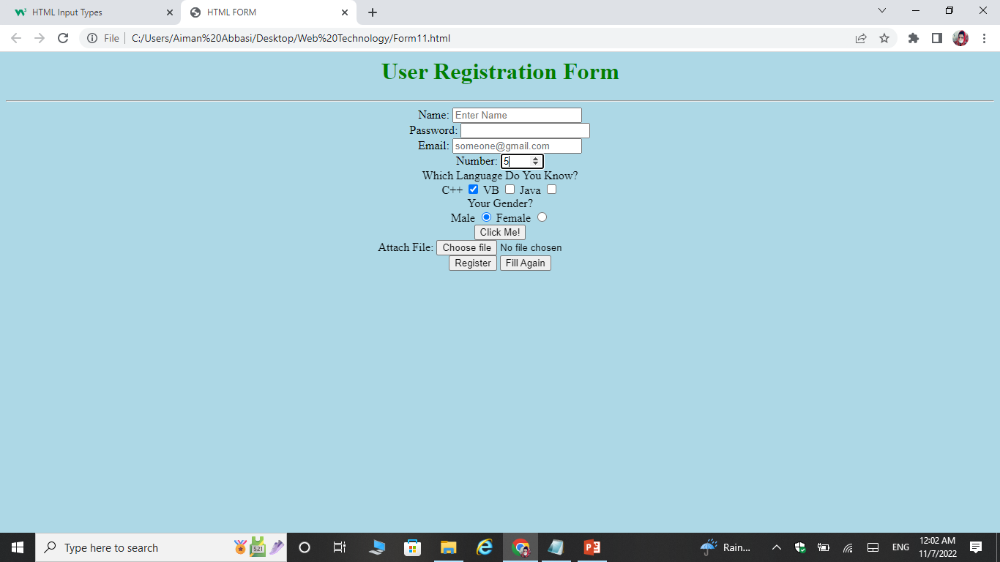 HTML Input Types
HTML FORM
File
C:/Users/Aiman%20Abbasi/Desktop/Web%20Technology/Form11.html
User Registration Form
Name: Enter Name
Password:
Email: someone@gmail.com
Number: 5
Which Language Do You Know?
C++ VB Java
Your Gender?
Male Female
Click Me!
Attach File: Choose file No file chosen
Register Fill Again
Type here to search
521
Rain...
ENG
12:02 AM
11/7/2022